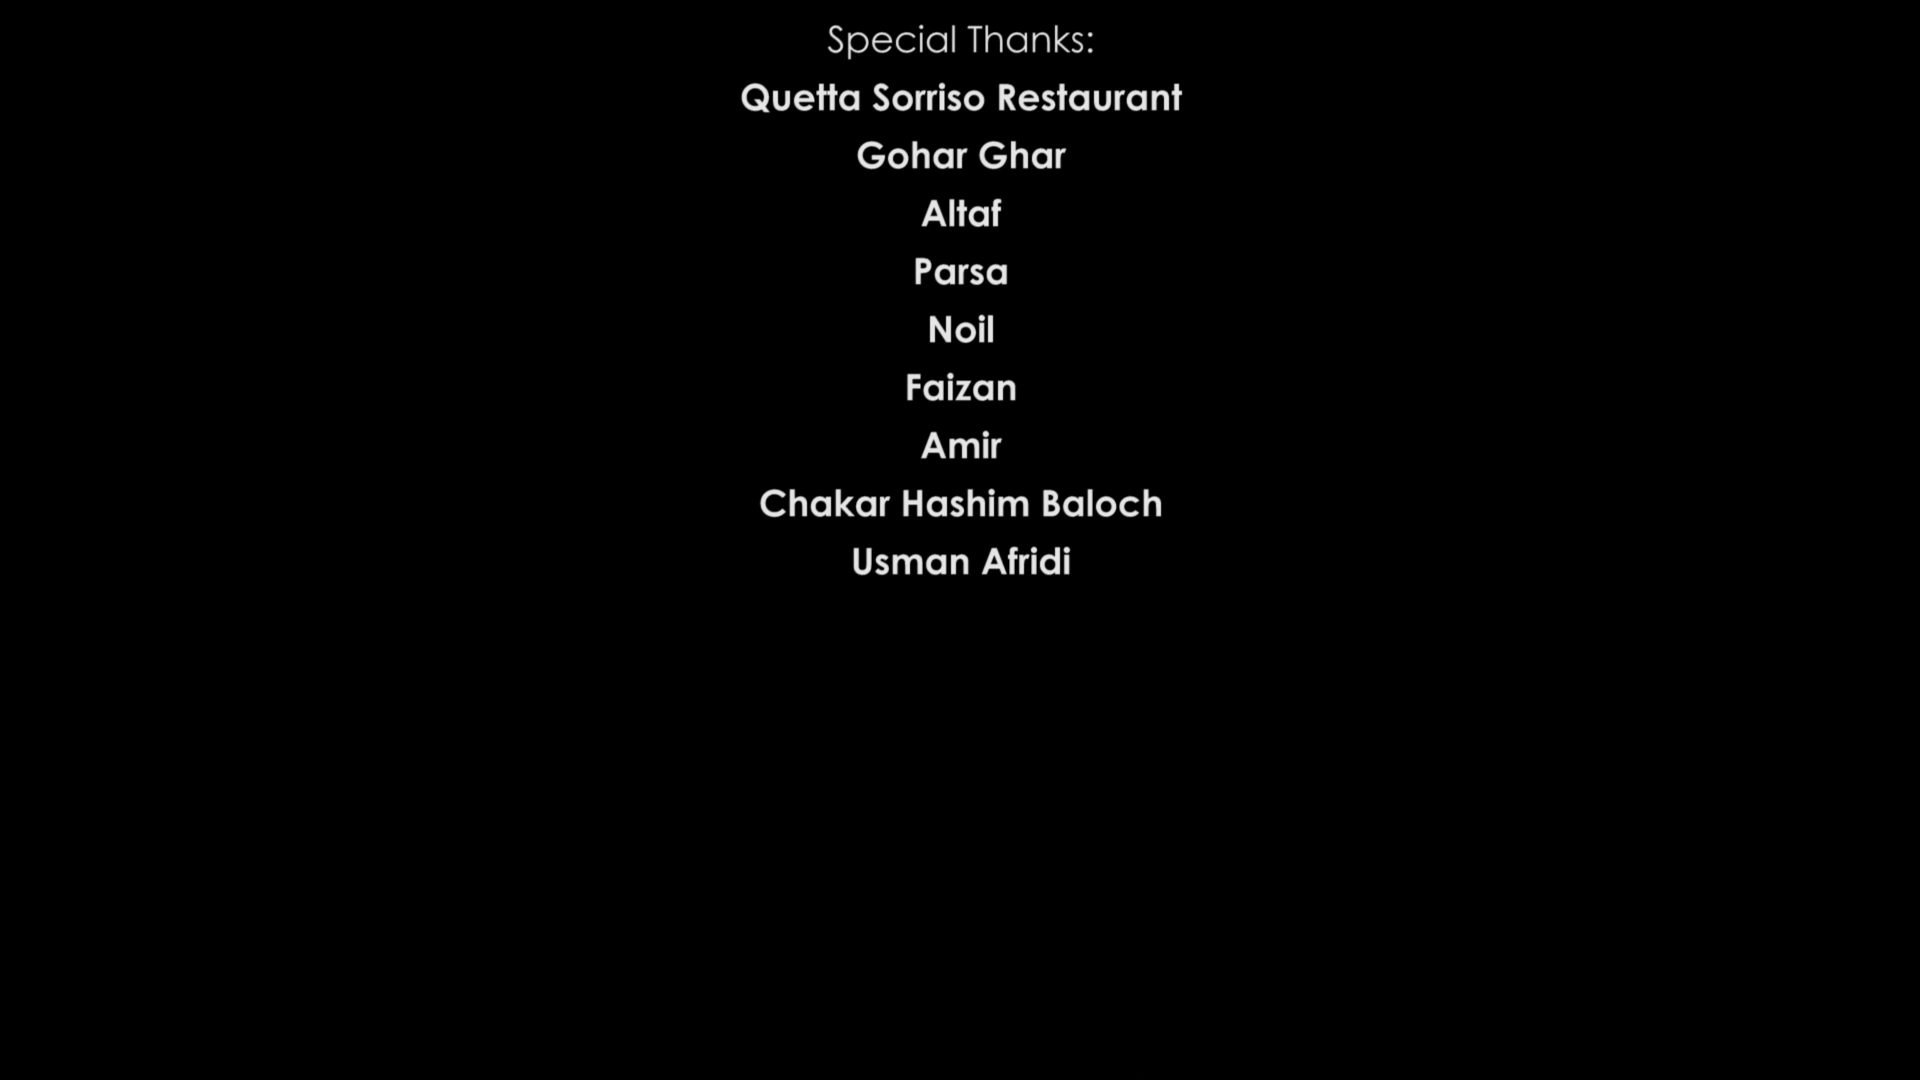 Special Thanks:
Quetta Sorriso Restaurant
Gohar Ghar
Altaf
Parsa
Noil
Faizan
Amir
Chakar Hashim Baloch
Usman Afridi